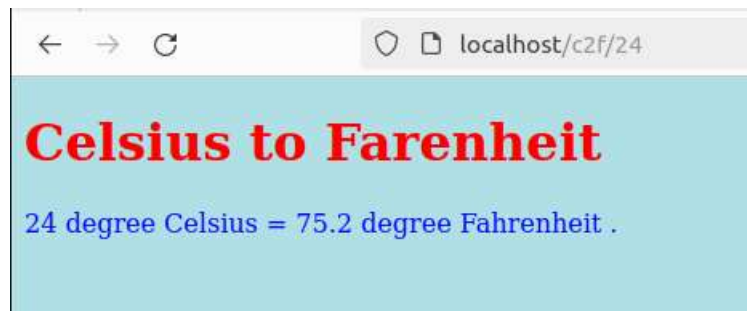 localhost/c2f/24
Celsius to Farenheit
24 degree Celsius = 75.2 degree Fahrenheit .